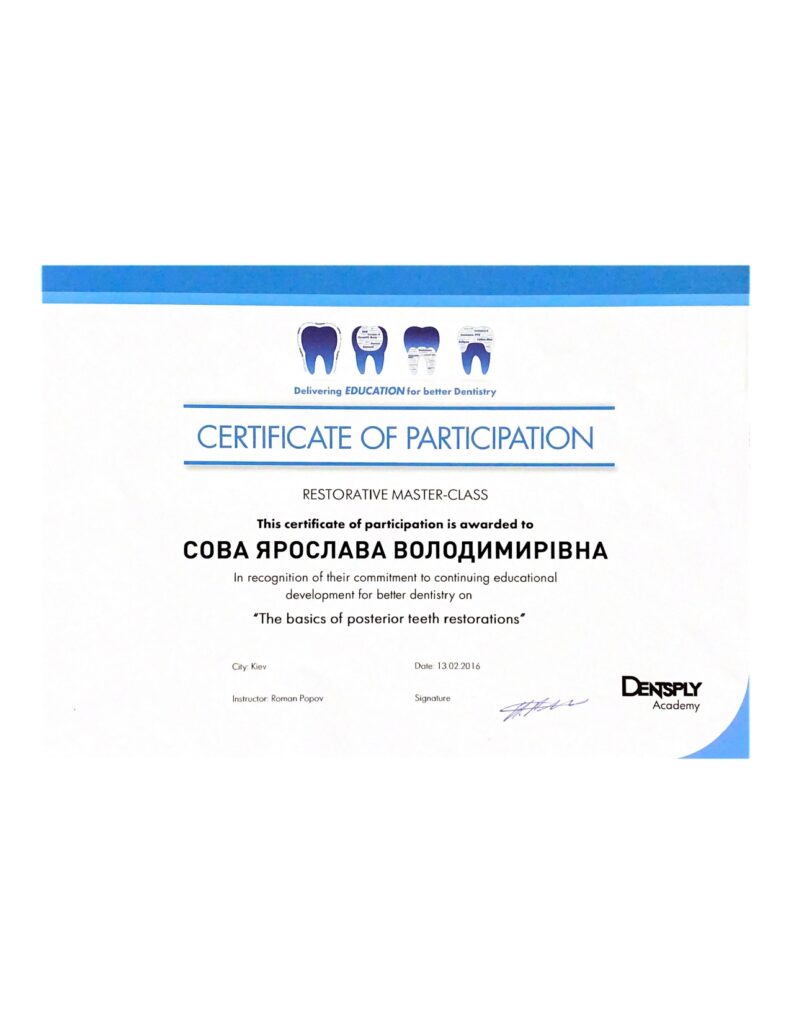 Delivering EDUCATION for better Dentistry
CERTIFICATE OF PARTICIPATION
RESTORATIVE MASTER-CLASS
This certificate of participation is awarded to
СОВА ЯРОСЛАВА ВОЛОДИМИРІВНА
In recognition of their commitment to continuing educational
development for better dentistry on
“The basics of posterior teeth restorations”
City: Kiev
Date: 13.02.2016
Instructor: Roman Popov
Signature
DENTSPLY
Academy